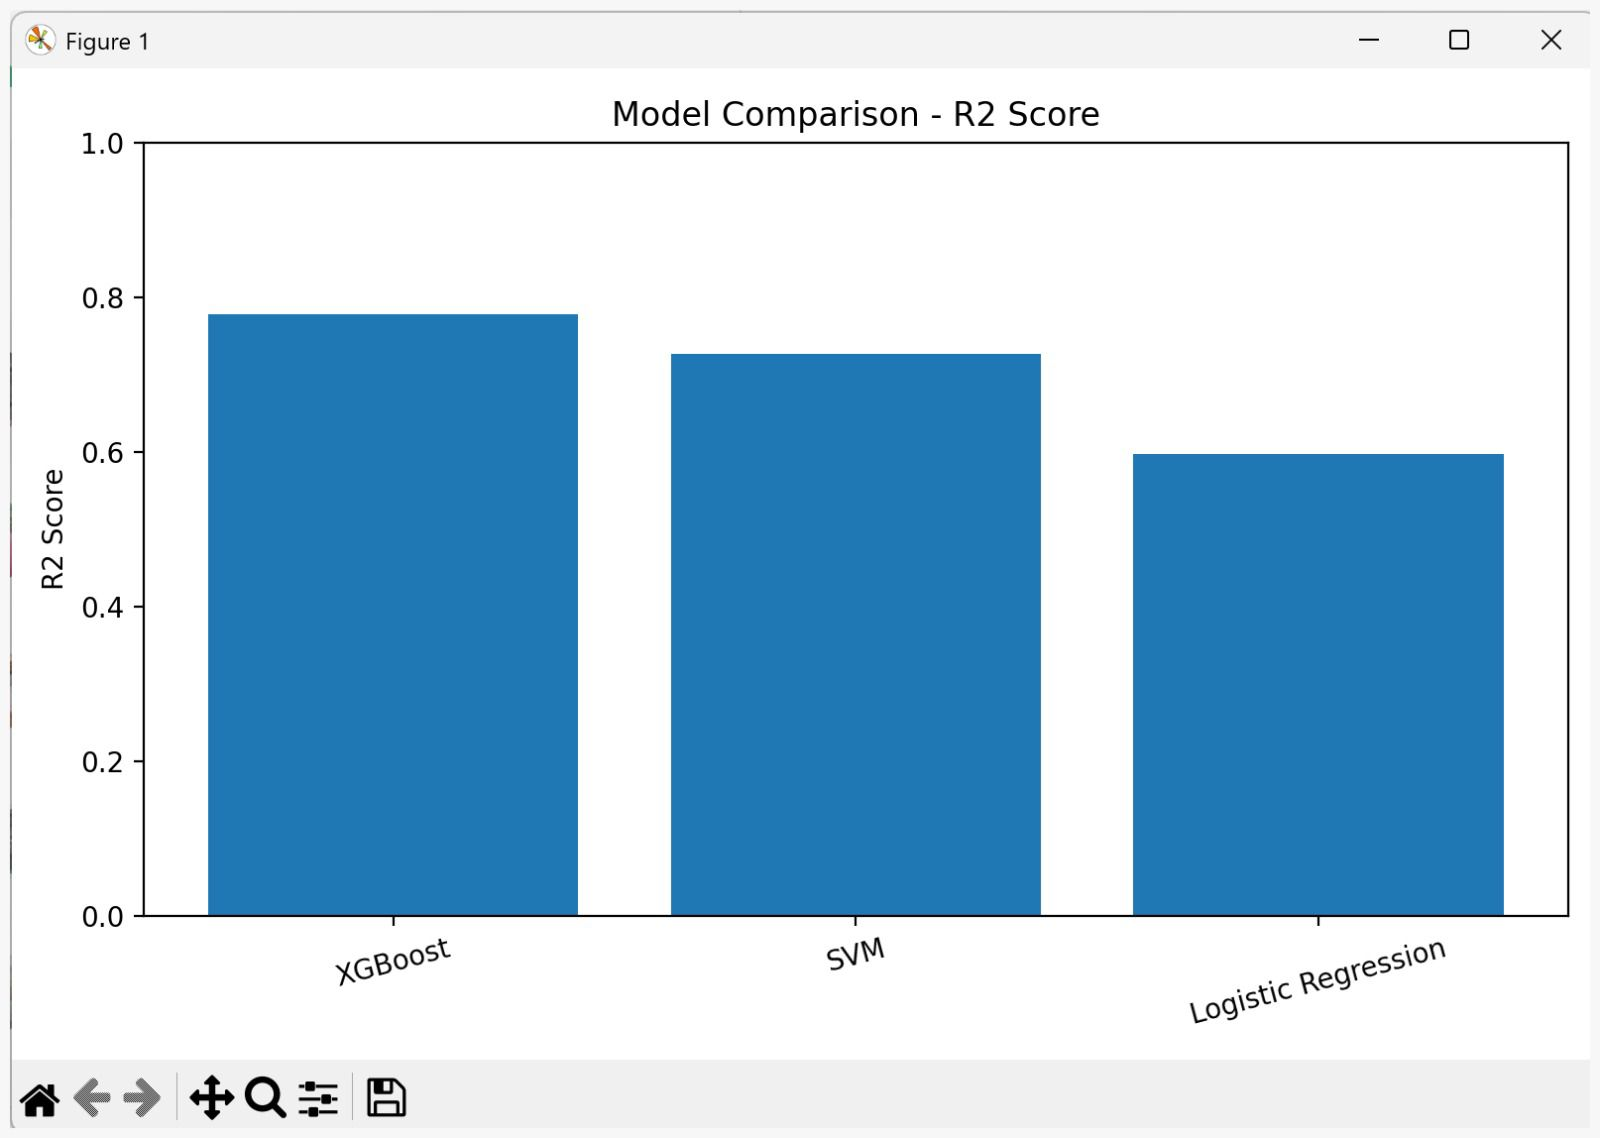 Figure 1
Model Comparison - R2 Score
1.0
0.8
0.6
0.4
0.2
0.0
R2 Score
XGBoost
SVM
Logistic Regression